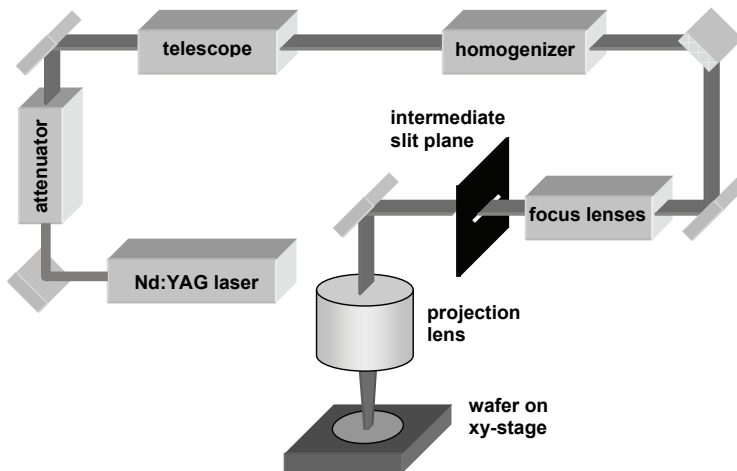 telescope
homogenizer
intermediate
slit plane
attenuator
focus lenses
Nd:YAG laser
projection
lens
wafer on
xy-stage